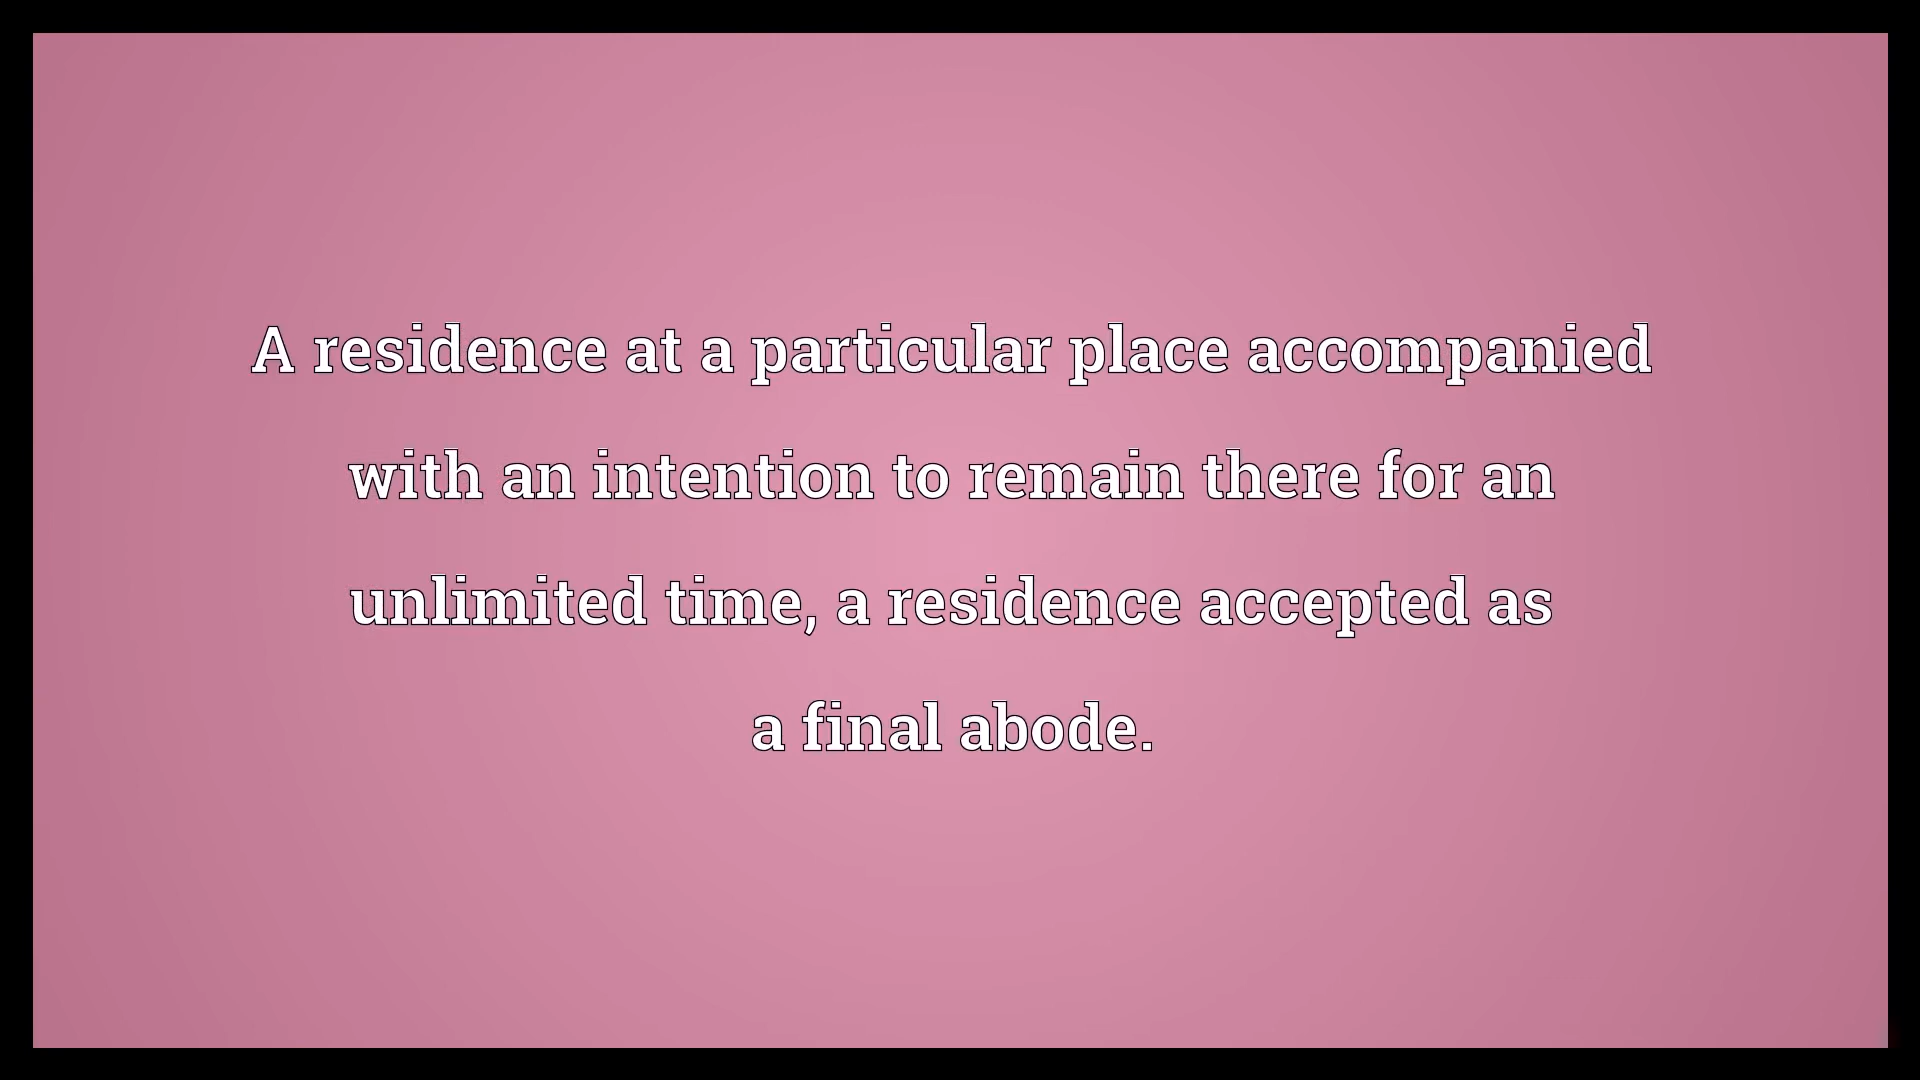 A residence at a particular place accompanied
with an intention to remain there for an
unlimited time, a residence accepted as
a final abode.